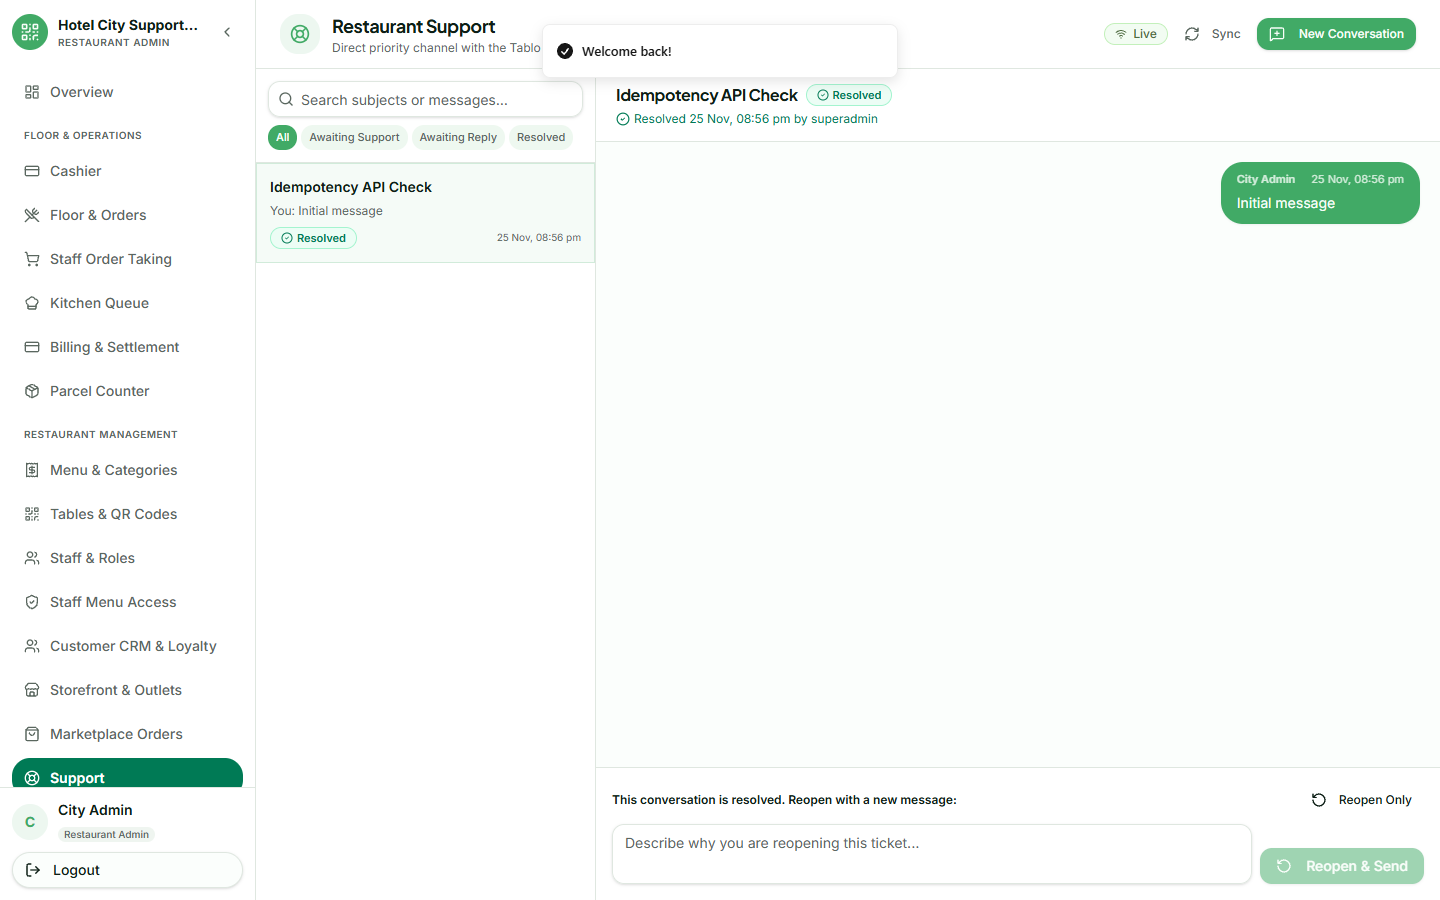 Hotel City Support...
RESTAURANT ADMIN
Overview
FLOOR & OPERATIONS
Cashier
Floor & Orders
Staff Order Taking
Kitchen Queue
Billing & Settlement
Parcel Counter
RESTAURANT MANAGEMENT
Menu & Categories
Tables & QR Codes
Staff & Roles
Staff Menu Access
Customer CRM & Loyalty
Storefront & Outlets
Marketplace Orders
Support
C
City Admin
Restaurant Admin
Logout
Restaurant Support
Direct priority channel with the Tablo
Welcome back!
Live
Sync
New Conversation
Search subjects or messages...
All
Awaiting Support
Awaiting Reply
Resolved
Idempotency API Check
You: Initial message
Resolved
25 Nov, 08:56 pm
Idempotency API Check
Resolved
Resolved 25 Nov, 08:56 pm by superadmin
City Admin 25 Nov, 08:56 pm
Initial message
This conversation is resolved. Reopen with a new message:
Reopen Only
Describe why you are reopening this ticket...
Reopen & Send